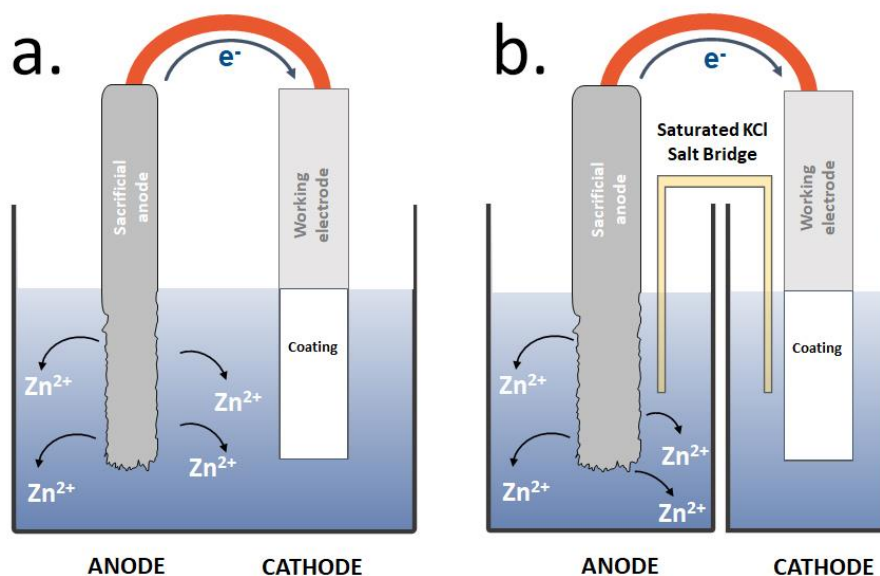 a.
e⁻
Sacrificial
anode
Working
electrode
Coating
Zn²⁺
Zn²⁺
Zn²⁺
Zn²⁺
ANODE
CATHODE
b.
e⁻
Saturated KCl
Salt Bridge
Sacrificial
anode
Working
electrode
Coating
Zn²⁺
Zn²⁺
Zn²⁺
Zn²⁺
ANODE
CATHODE